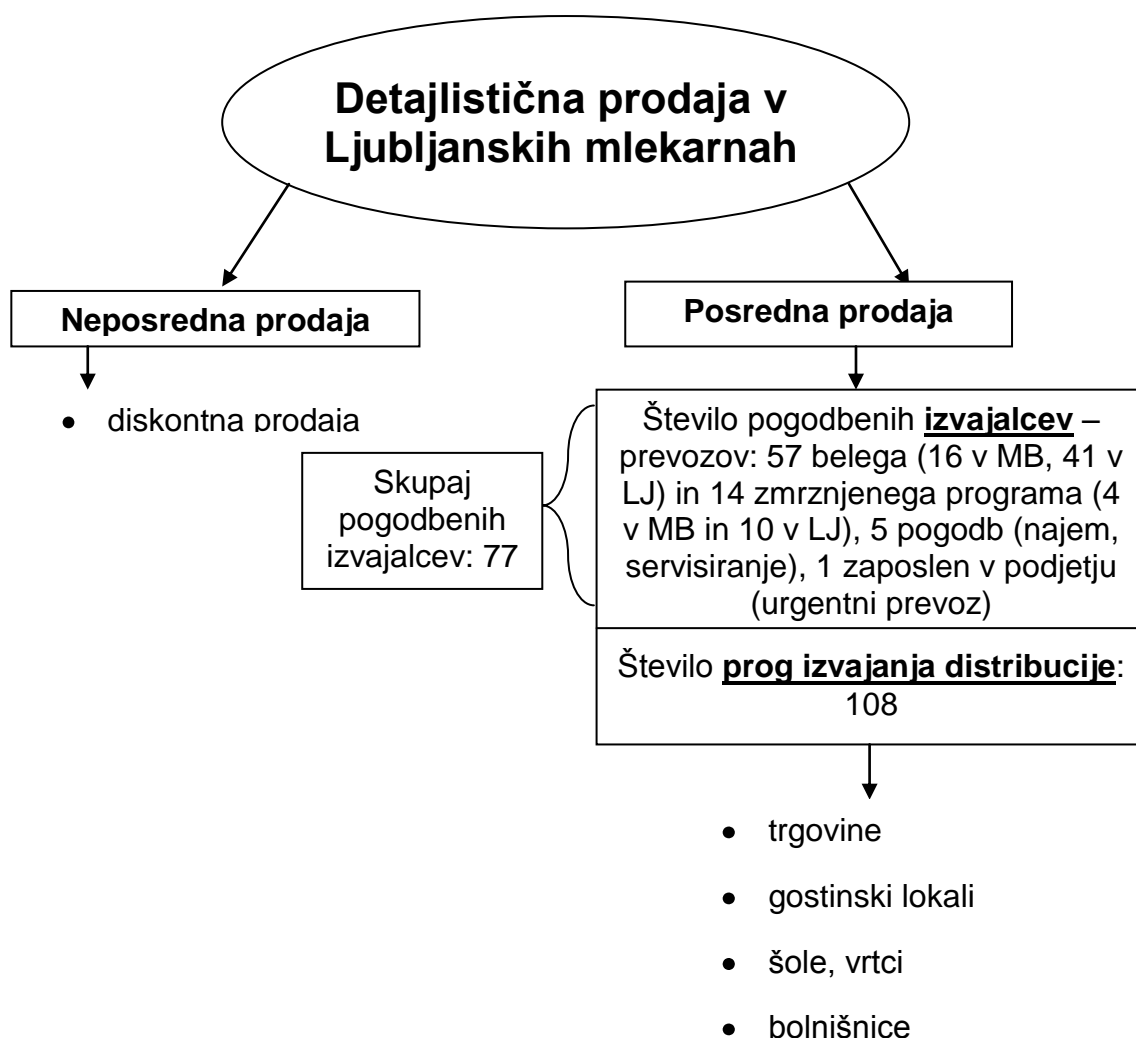 Detajlistična prodaja v
Ljubljanskih mlekarnah
Neposredna prodaja
• diskontna prodaja
Posredna prodaja
Skupaj
pogodbenih
izvajalcev: 77
Število pogodbenih izvajalcev –
prevozov: 57 belega (16 v MB, 41 v
LJ) in 14 zmrznjenega programa (4
v MB in 10 v LJ), 5 pogodb (najem,
servisiranje), 1 zaposlen v podjetju
(urgentni prevoz)
Število prog izvajanja distribucije:
108
• trgovine
• gostinski lokali
• šole, vrtci
• bolnišnice